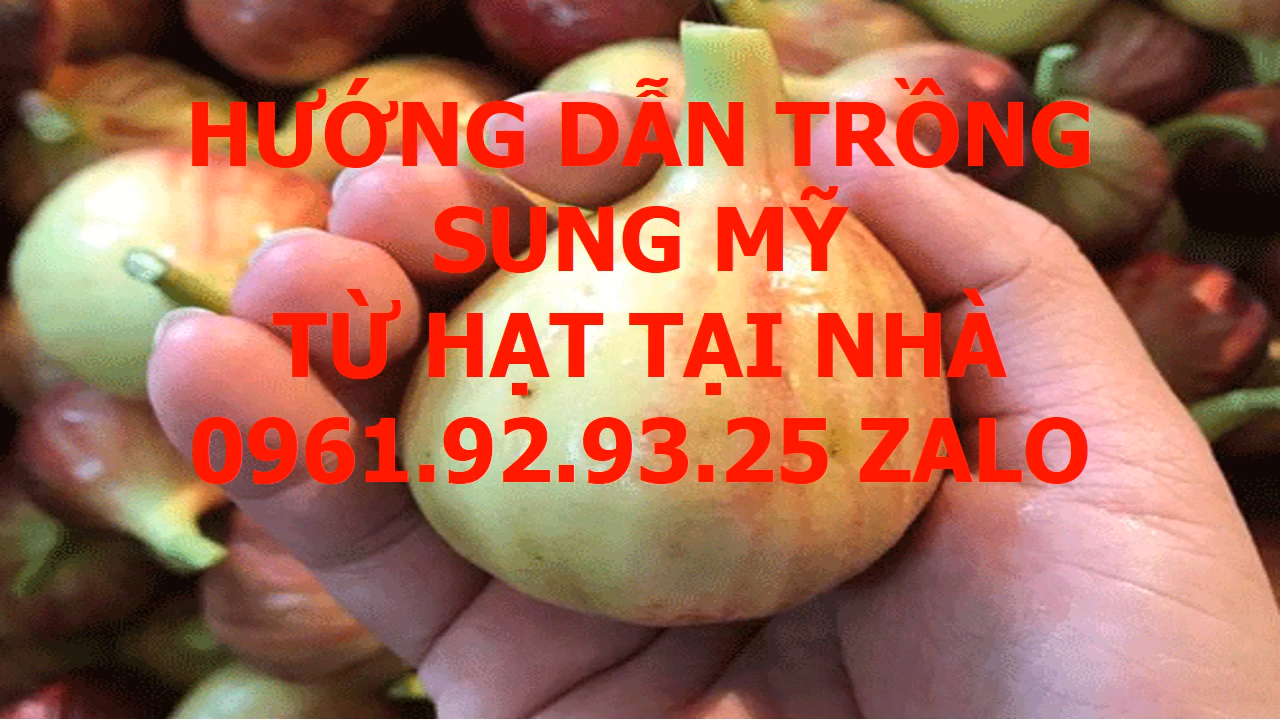 HƯỚNG DẪN TRỒNG
SUNG MỸ
TỪ HẠT TẠI NHÀ
0961.92.93.25 ZALO